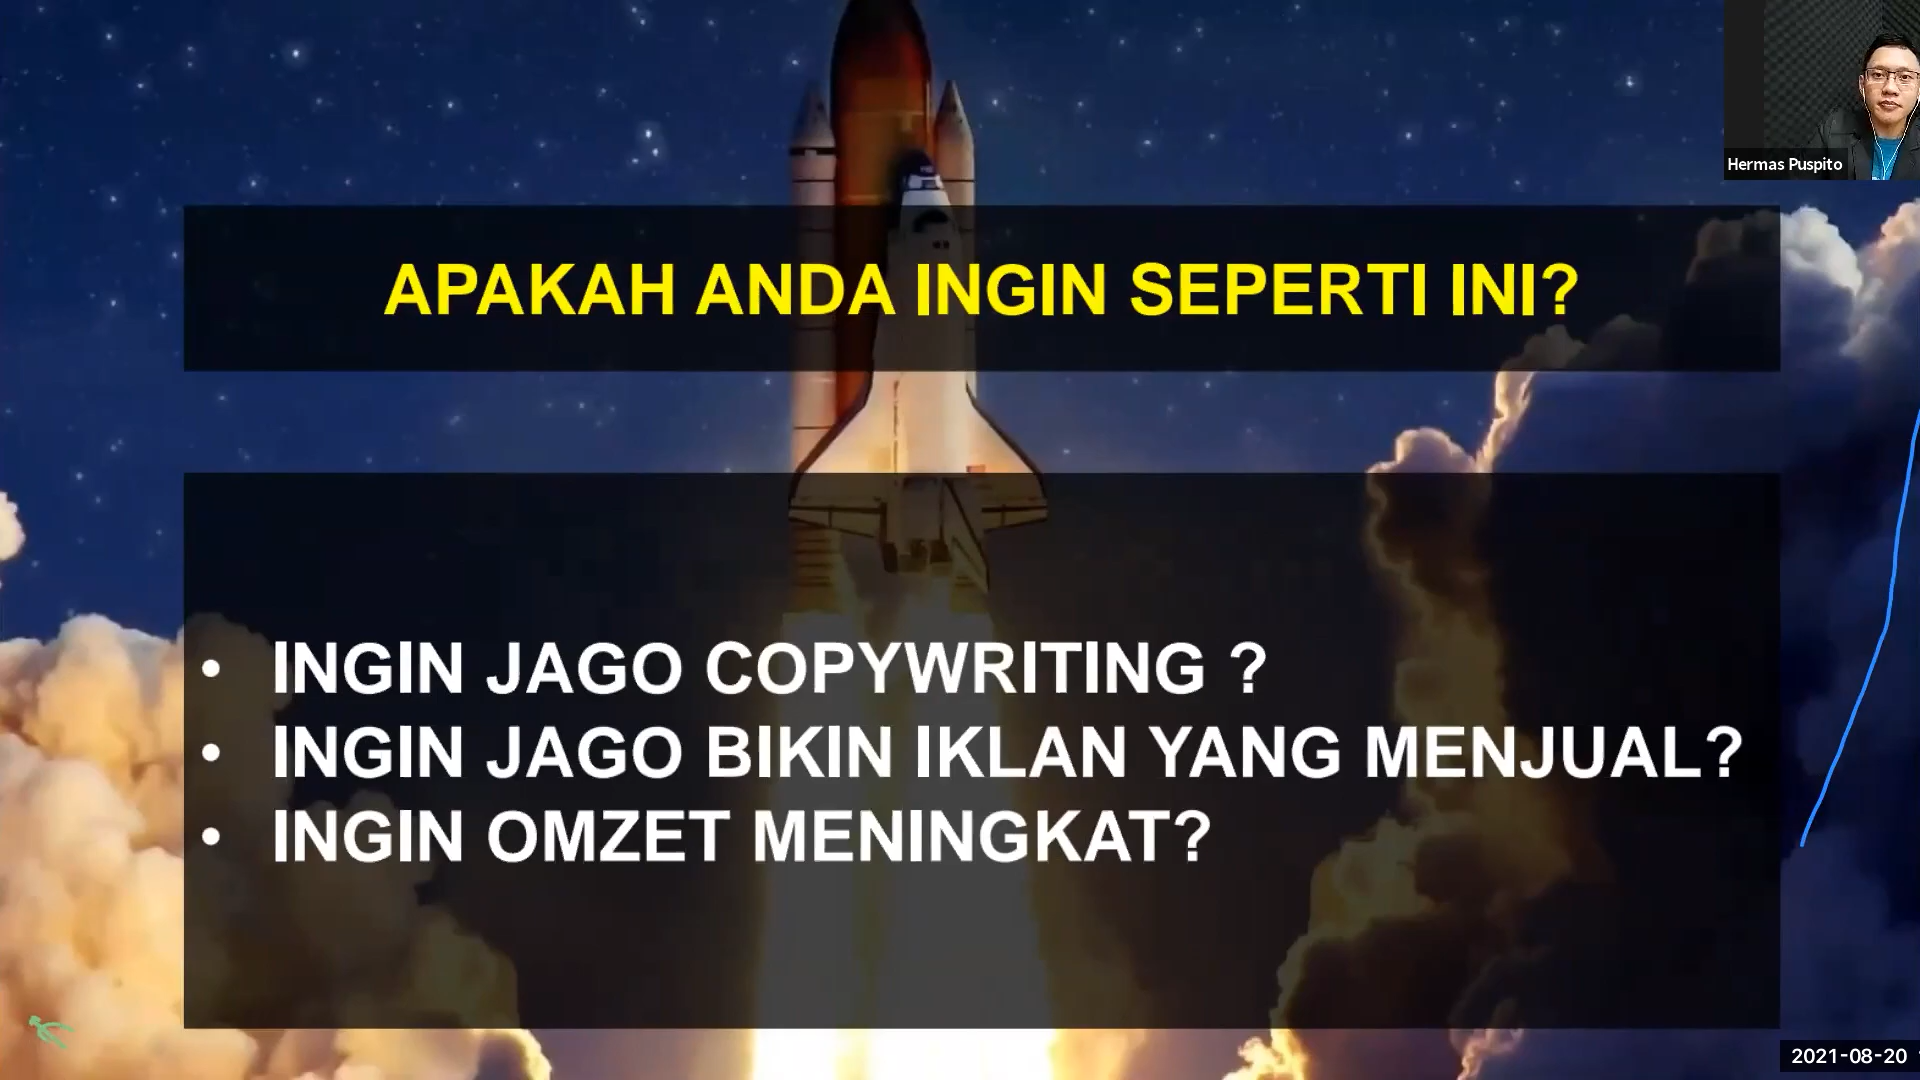 Hermas Puspito
APAKAH ANDA INGIN SEPERTI INI?
• INGIN JAGO COPYWRITING ?
• INGIN JAGO BIKIN IKLAN YANG MENJUAL?
• INGIN OMZET MENINGKAT?
2021-08-20